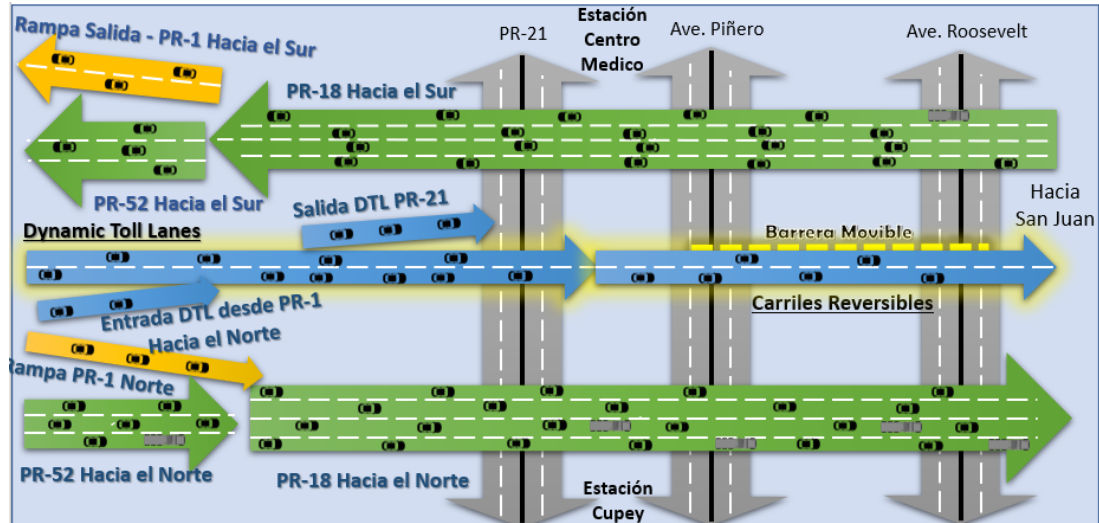 Rampa Salida - PR-1 Hacia el Sur
PR-21
Estación
Centro
Medico
Ave. Piñero
Ave. Roosevelt
PR-18 Hacia el Sur
PR-52 Hacia el Sur
Salida DTL PR-21
Hacia
San Juan
Dynamic Toll Lanes
Barrera Movible
Entrada DTL desde PR-1
Hacia el Norte
Carriles Reversibles
Rampa PR-1 Norte
PR-52 Hacia el Norte
PR-18 Hacia el Norte
Estación
Cupey